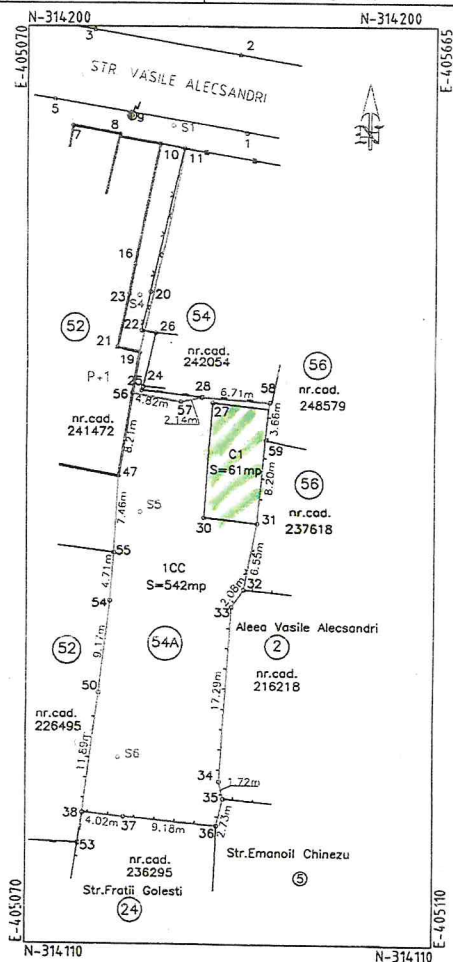 N-314200
N-314200
E-405070
E-405665
3
2
STR VASILE ALECSANDRI
5
9
S1
1
7
8
10
11
16
23
S4
20
22
26
54
52
21
19
nr.cad.
242054
P+1
25
24
56
56
nr.cad.
248579
4.82m
57
2.14m
28
6.71m
58
27
3.66m
59
nr.cad.
241472
8.21m
C1
S=61mp
8.20m
56
nr.cad.
237618
47
7.46m
S5
30
31
55
1CC
S=542mp
6.55m
32
2.08m
33
4.71m
54
Aleea Vasile Alecsandri
2
nr.cad.
216218
52
9.17m
54A
17.29m
50
nr.cad.
226495
11.89m
S6
34
1.72m
35
38
4.02m
37
9.18m
36
2.73m
53
nr.cad.
236295
Str.Emanoil Chinezu
5
Str.Fratii Golesti
24
E-405070
E-405110
N-314110
N-314110